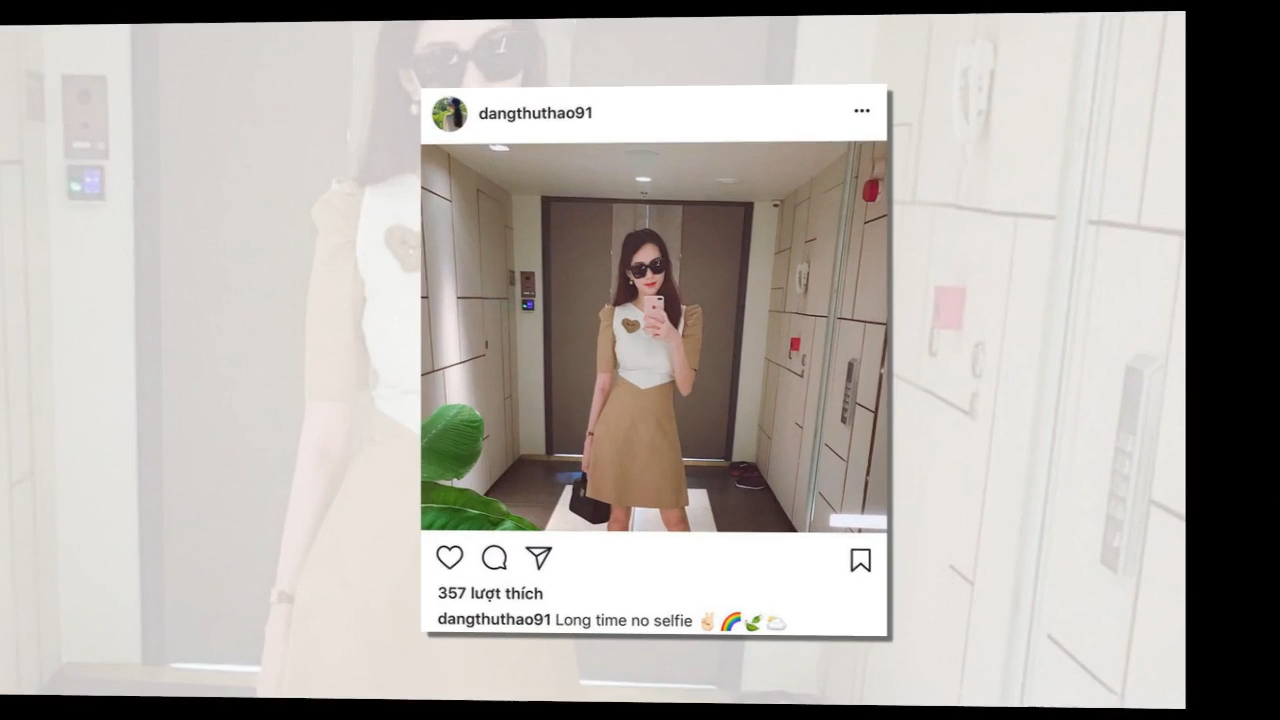 dangthuthao91
357 lượt thích
dangthuthao91 Long time no selfie ✌🏻🌈🍃🌥